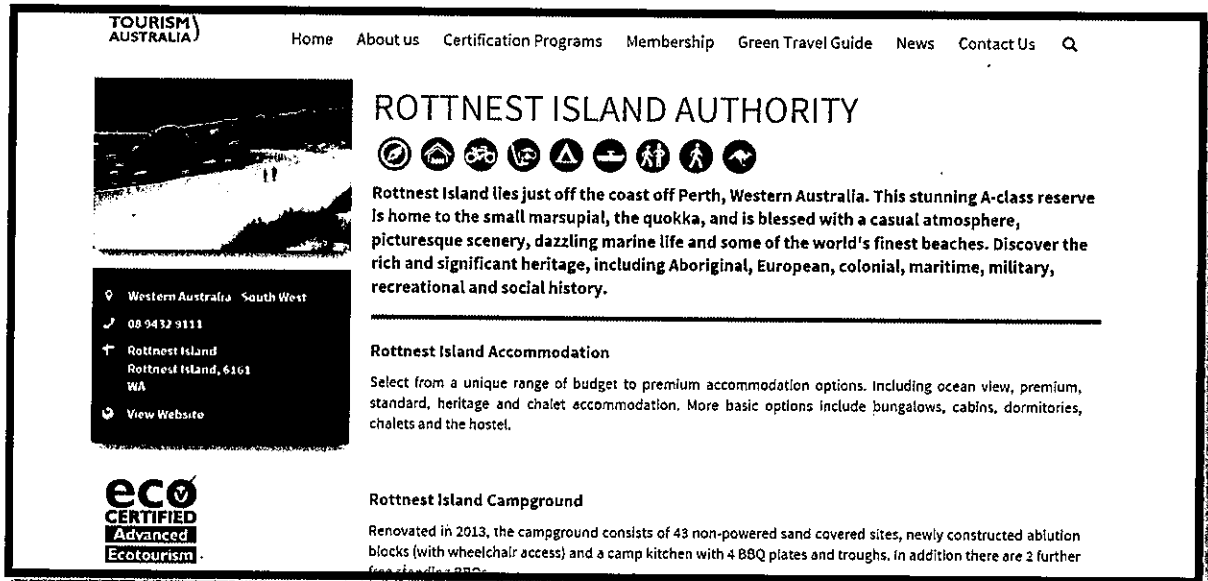 TOURISM
AUSTRALIA
Home About us Certification Programs Membership Green Travel Guide News Contact Us
ROTTNEST ISLAND AUTHORITY
Rottnest Island lies just off the coast off Perth, Western Australia. This stunning A-class reserve
is home to the small marsupial, the quokka, and is blessed with a casual atmosphere,
picturesque scenery, dazzling marine life and some of the world's finest beaches. Discover the
rich and significant heritage, including Aboriginal, European, colonial, maritime, military,
recreational and social history.
Western Australia South West
08 9432 9111
Rottnest Island
Rottnest Island, 6161
WA
View Website
Rottnest Island Accommodation
Select from a unique range of budget to premium accommodation options. Including ocean view, premium,
standard, heritage and chalet accommodation. More basic options include bungalows, cabins, dormitories,
chalets and the hostel.
eco
CERTIFIED
Advanced
Ecotourism
Rottnest Island Campground
Renovated in 2013, the campground consists of 43 non-powered sand covered sites, newly constructed ablution
blocks (with wheelchair access) and a camp kitchen with 4 BBQ plates and troughs. In addition there are 2 further